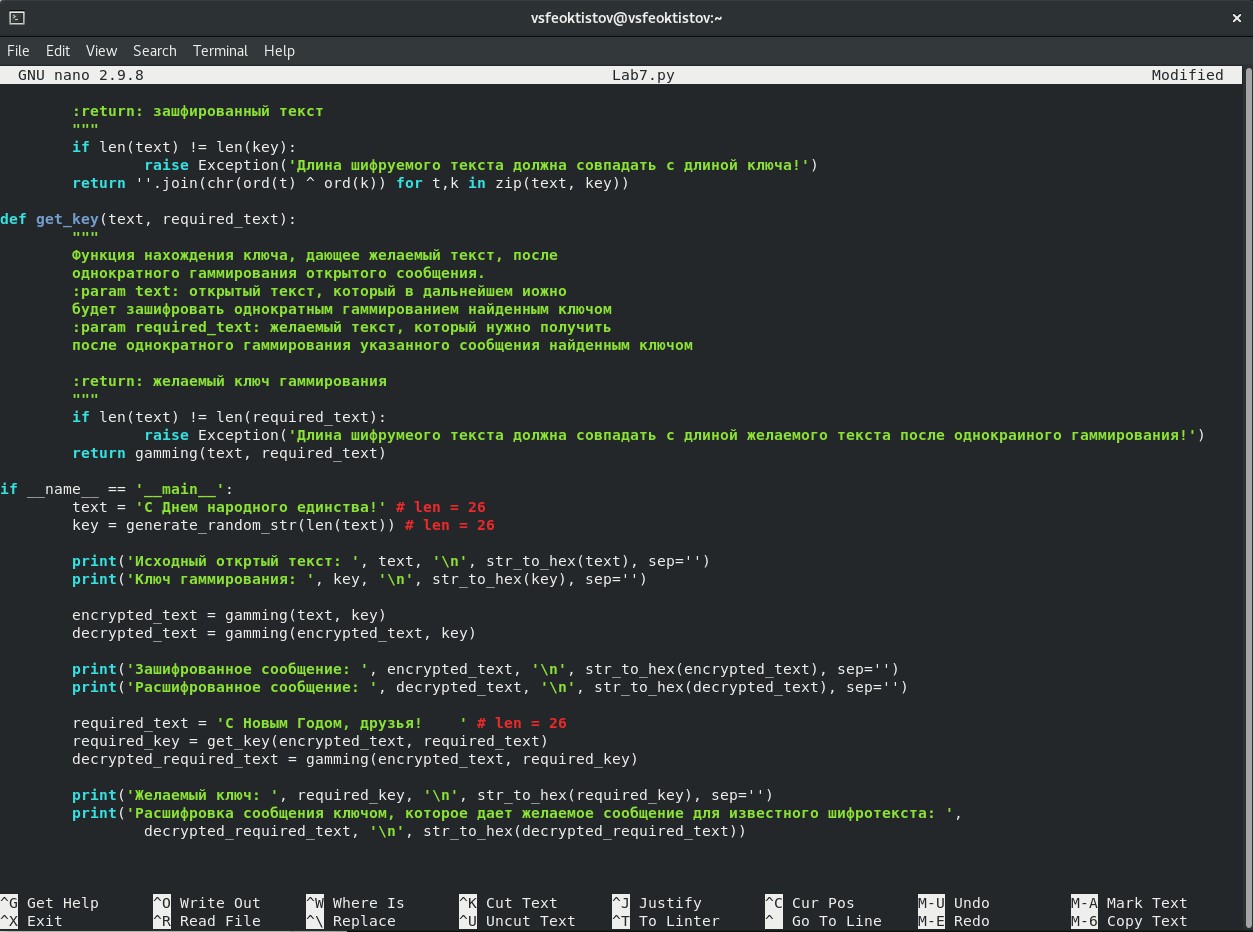 vsfeoktistov@vsfeoktistov:~ ×
File Edit View Search Terminal Help
GNU nano 2.9.8 Lab7.py Modified
:return: зашфированный текст
"""
if len(text) != len(key):
raise Exception('Длина шифруемого текста должна совпадать с длиной ключа!')
return ''.join(chr(ord(t) ^ ord(k)) for t,k in zip(text, key))
def get_key(text, required_text):
"""
Функция нахождения ключа, дающее желаемый текст, после
однократного гаммирования открытого сообщения.
:param text: открытый текст, который в дальнейшем иожно
будет зашифровать однократным гаммированием найденным ключом
:param required_text: желаемый текст, который нужно получить
после однократного гаммирования указанного сообщения найденным ключом
:return: желаемый ключ гаммирования
"""
if len(text) != len(required_text):
raise Exception('Длина шифрумеого текста должна совпадать с длиной желаемого текста после однокраиного гаммирования!')
return gamming(text, required_text)
if __name__ == '__main__':
text = 'С Днем народного единства!' # len = 26
key = generate_random_str(len(text)) # len = 26
print('Исходный откртый текст: ', text, '\n', str_to_hex(text), sep='')
print('Ключ гаммирования: ', key, '\n', str_to_hex(key), sep='')
encrypted_text = gamming(text, key)
decrypted_text = gamming(encrypted_text, key)
print('Зашифрованное сообщение: ', encrypted_text, '\n', str_to_hex(encrypted_text), sep='')
print('Расшифрованное сообщение: ', decrypted_text, '\n', str_to_hex(decrypted_text), sep='')
required_text = 'С Новым Годом, друзья!    ' # len = 26
required_key = get_key(encrypted_text, required_text)
decrypted_required_text = gamming(encrypted_text, required_key)
print('Желаемый ключ: ', required_key, '\n', str_to_hex(required_key), sep='')
print('Расшифровка сообщения ключом, которое дает желаемое сообщение для известного шифротекста: ',
decrypted_required_text, '\n', str_to_hex(decrypted_required_text))
^G Get Help ^O Write Out ^W Where Is ^K Cut Text ^J Justify ^C Cur Pos M-U Undo M-A Mark Text
^X Exit ^R Read File ^\ Replace ^U Uncut Text ^T To Linter ^_ Go To Line M-E Redo M-6 Copy Text